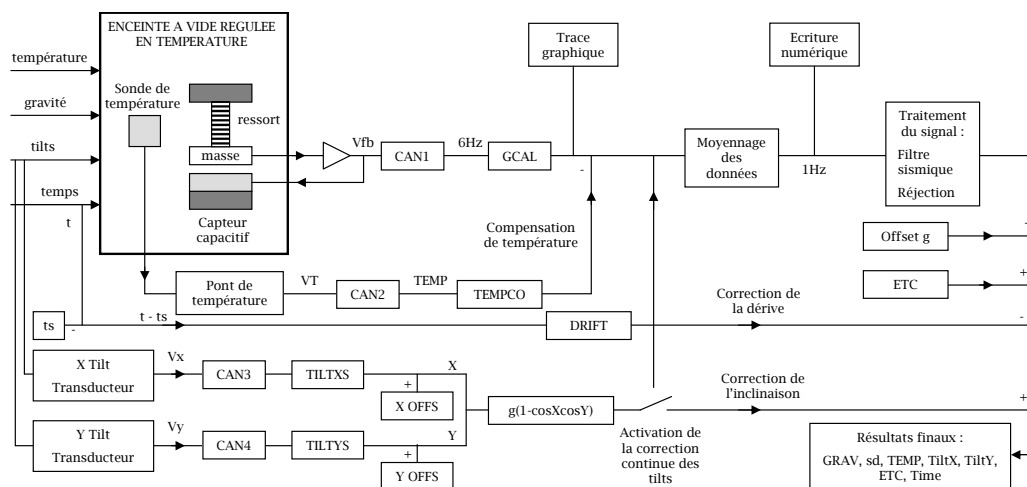 ENCEINTE A VIDE REGULEE
EN TEMPERATURE
température
gravité
tilts
temps
t
Sonde de
température
ressort
masse
Capteur
capacitif
Vfb
CAN1
6Hz
GCAL
Trace
graphique
-
Moyennage
des
données
Ecriture
numérique
1Hz
Traitement
du signal :
Filtre
sismique
Réjection
Compensation
de température
Offset g
-
ETC
+
Pont de
température
VT
CAN2
TEMP
TEMPCO
ts
-
t - ts
DRIFT
Correction de
la dérive
-
X Tilt
Transducteur
Vx
CAN3
TILTXS
X
+
X OFFS
Y Tilt
Transducteur
Vy
CAN4
TILTYS
Y
+
Y OFFS
g(1-cosXcosY)
Activation de
la correction
continue des
tilts
Correction de
l'inclinaison
+
Résultats finaux :
GRAV, sd, TEMP, TiltX, TiltY,
ETC, Time